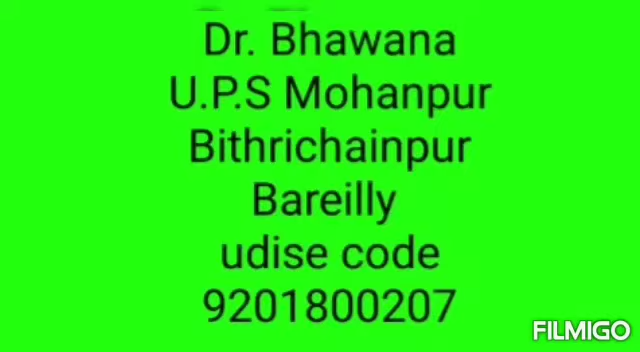 Dr. Bhawana
U.P.S Mohanpur
Bithrichainpur
Bareilly
udise code
9201800207
FILMIGO